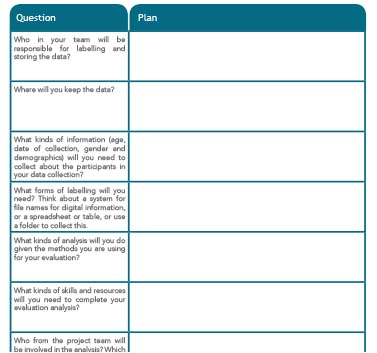 Question
Plan
Who in your team will be
responsible for labelling and
storing the data?
Where will you keep the data?
What kinds of information (age,
date of collection, gender and
demographics) will you need to
collect about the participants in
your data collection?
What forms of labelling will you
need? Think about a system for
file names for digital information,
or a spreadsheet or table, or use
a folder to collect this.
What kinds of analysis will you do
given the methods you are using
for your evaluation?
What kinds of skills and resources
will you need to complete your
evaluation analysis?
Who from the project team will
be involved in the analysis? Which